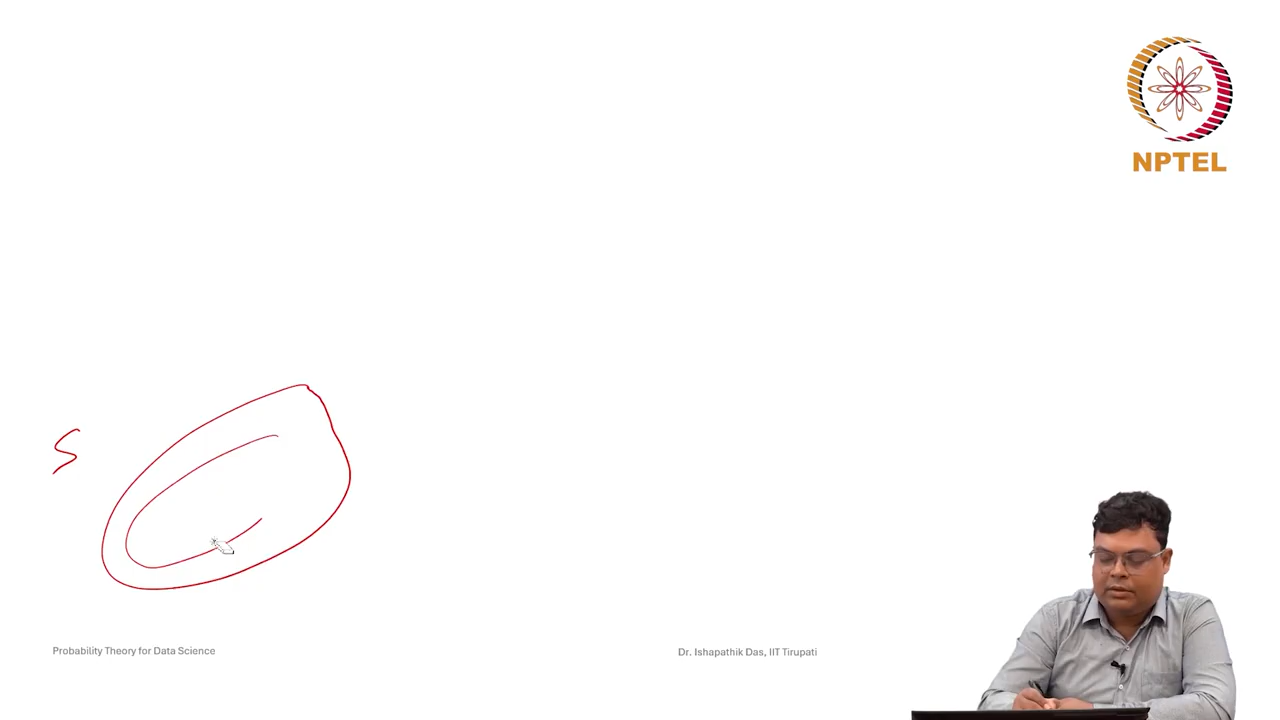 NPTEL
S
Probability Theory for Data Science
Dr. Ishapathik Das, IIT Tirupati